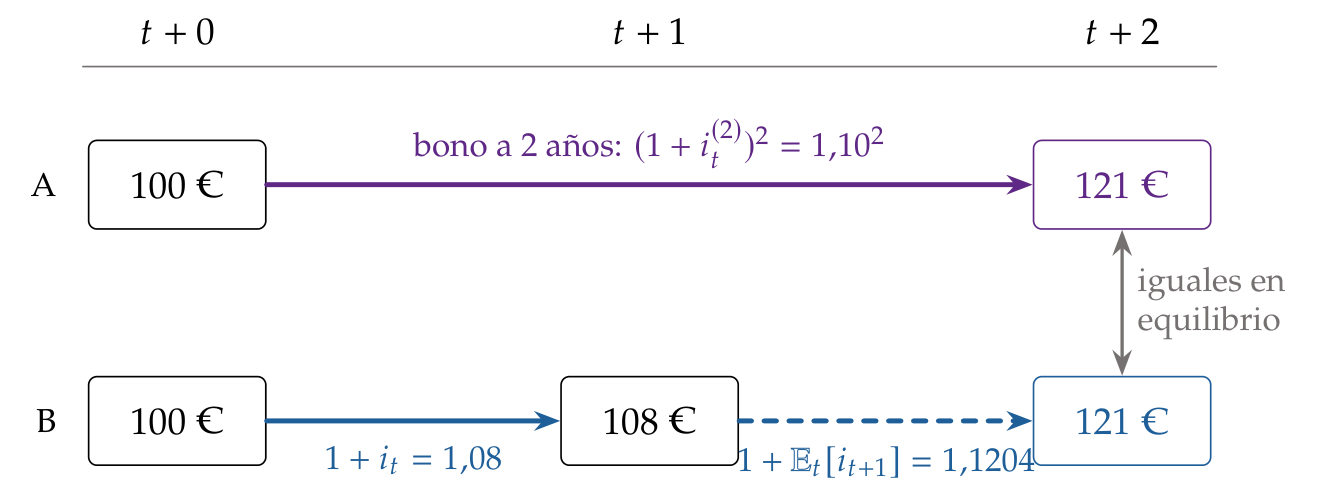 t + 0 t + 1 t + 2
bono a 2 años: (1 + i_t^{(2)})^2 = 1,10^2
A 100 € 121 €
iguales en
equilibrio
B 100 € 108 € 121 €
1 + i_t = 1,08 1 + 𝔼_t[i_{t+1}] = 1,1204